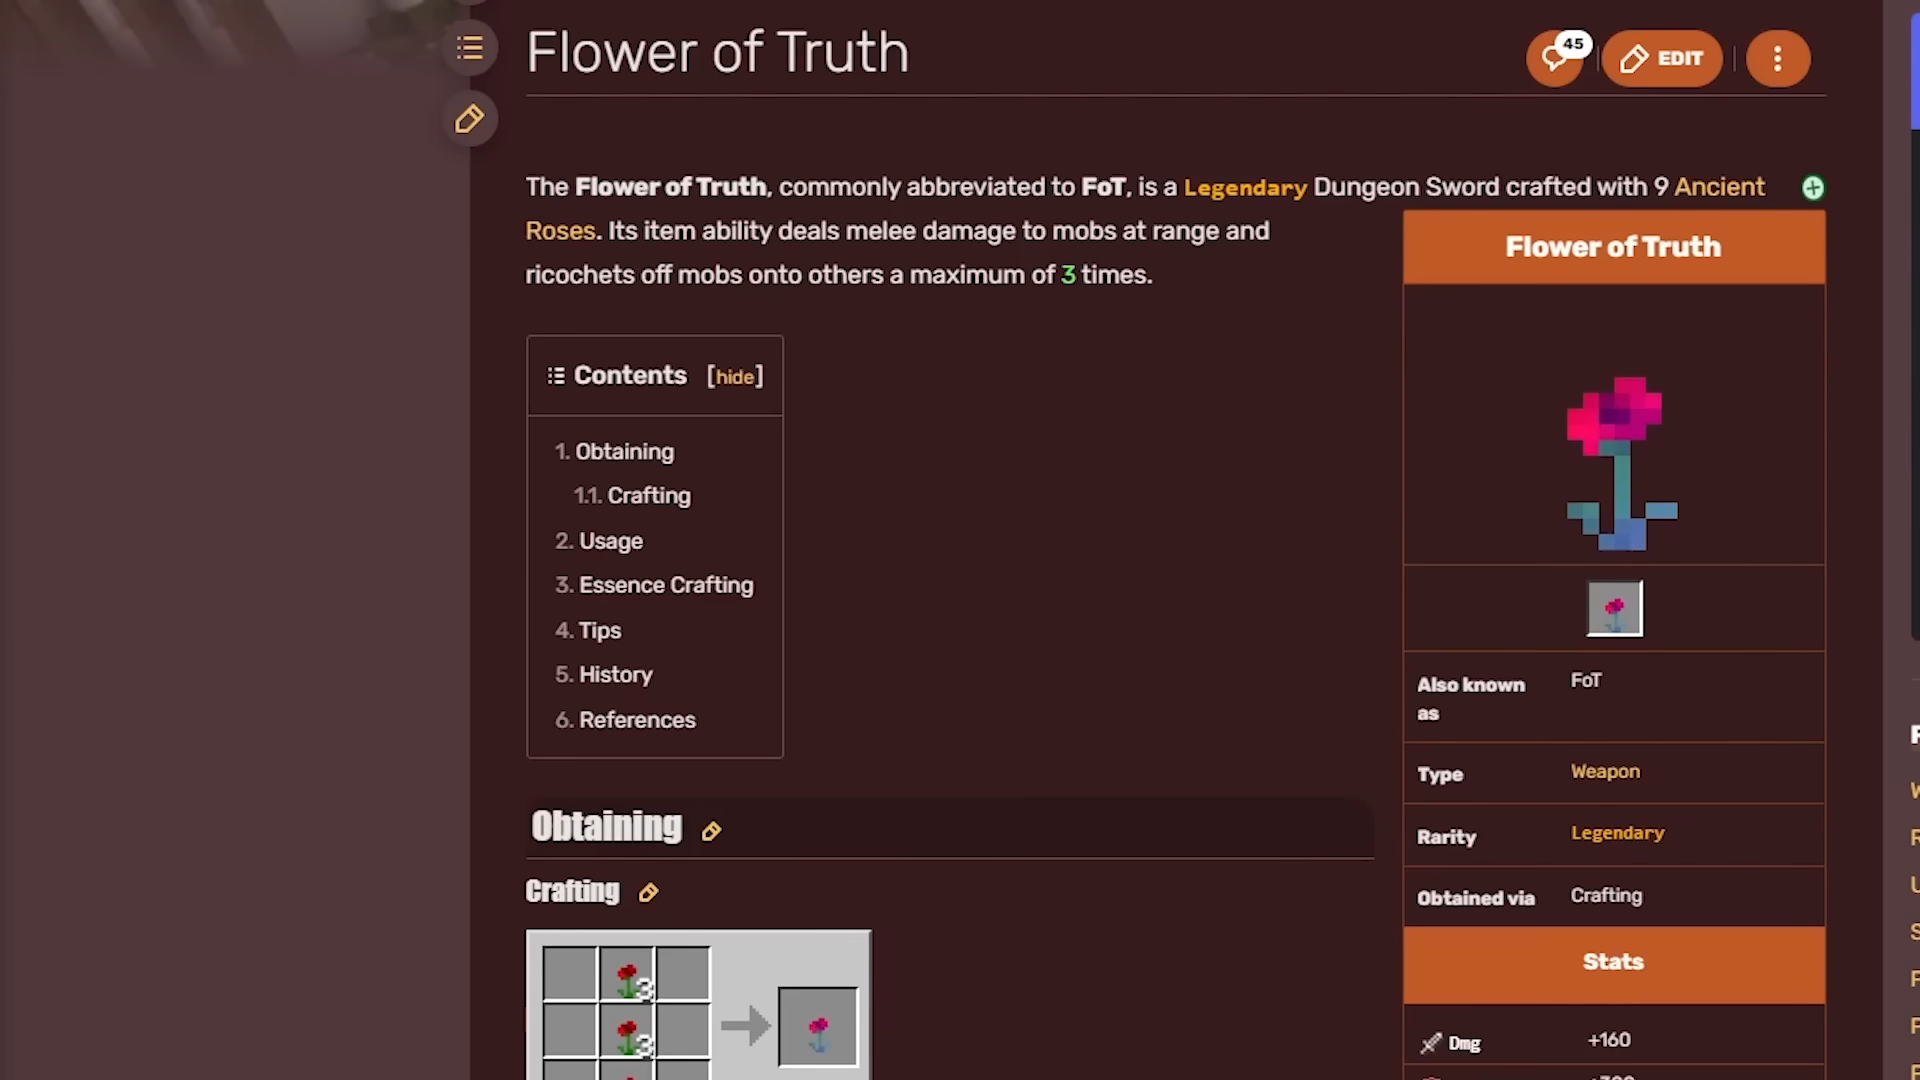 Flower of Truth
45
EDIT
The Flower of Truth, commonly abbreviated to FoT, is a Legendary Dungeon Sword crafted with 9 Ancient
Roses. Its item ability deals melee damage to mobs at range and
ricochets off mobs onto others a maximum of 3 times.
Contents [hide]
1. Obtaining
1.1. Crafting
2. Usage
3. Essence Crafting
4. Tips
5. History
6. References
Obtaining
Crafting
3
3
Flower of Truth
Also known
as
FoT
Type
Weapon
Rarity
Legendary
Obtained via
Crafting
Stats
Dmg
+160